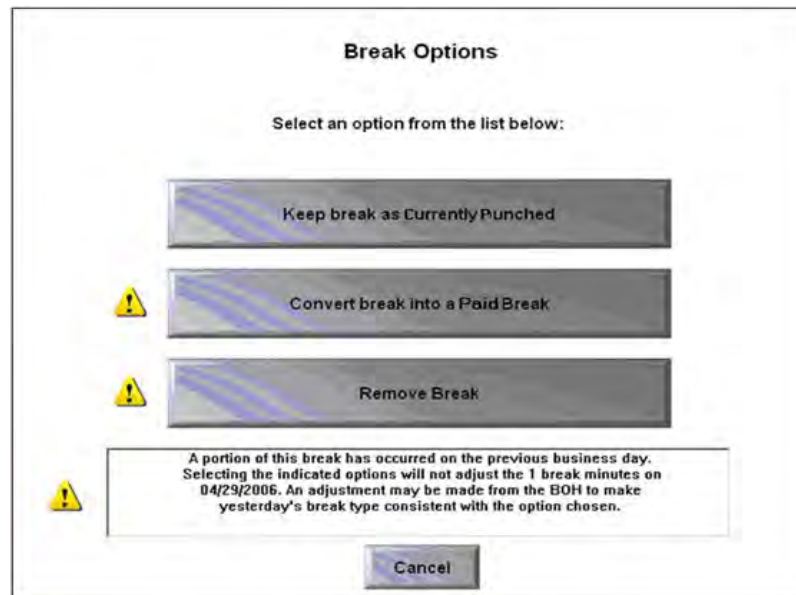 Break Options
Select an option from the list below:
Keep break as Currently Punched
Convert break into a Paid Break
Remove Break
A portion of this break has occurred on the previous business day.
Selecting the indicated options will not adjust the 1 break minutes on
04/29/2006. An adjustment may be made from the BOH to make
yesterday's break type consistent with the option chosen.
Cancel